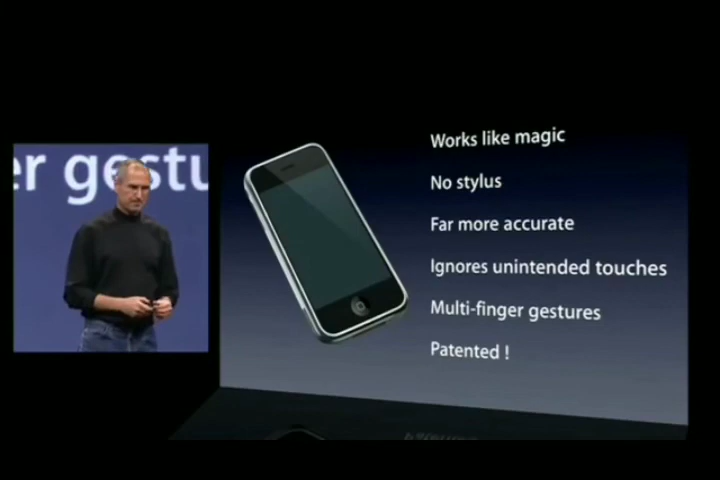 er gestu
Works like magic
No stylus
Far more accurate
Ignores unintended touches
Multi-finger gestures
Patented !